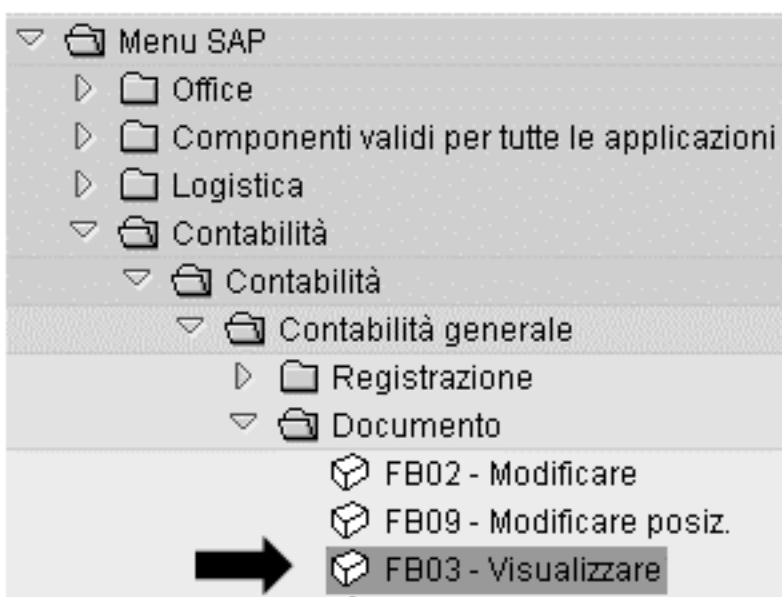 Menu SAP
Office
Componenti validi per tutte le applicazioni
Logistica
Contabilità
Contabilità
Contabilità generale
Registrazione
Documento
FB02 - Modificare
FB09 - Modificare posiz.
FB03 - Visualizzare